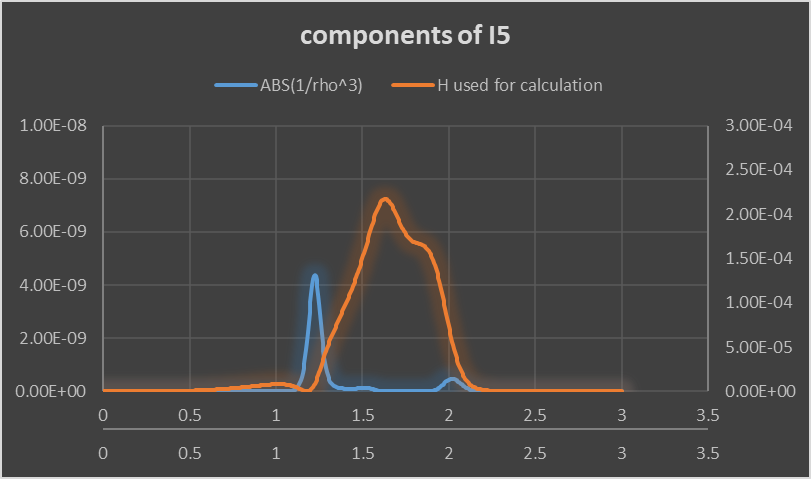 components of I5
ABS(1/rho^3) H used for calculation
1.00E-08 3.00E-04
2.50E-04
8.00E-09
2.00E-04
6.00E-09
1.50E-04
4.00E-09
1.00E-04
2.00E-09
5.00E-05
0.00E+00 0.00E+00
0 0.5 1 1.5 2 2.5 3 3.5
0 0.5 1 1.5 2 2.5 3 3.5